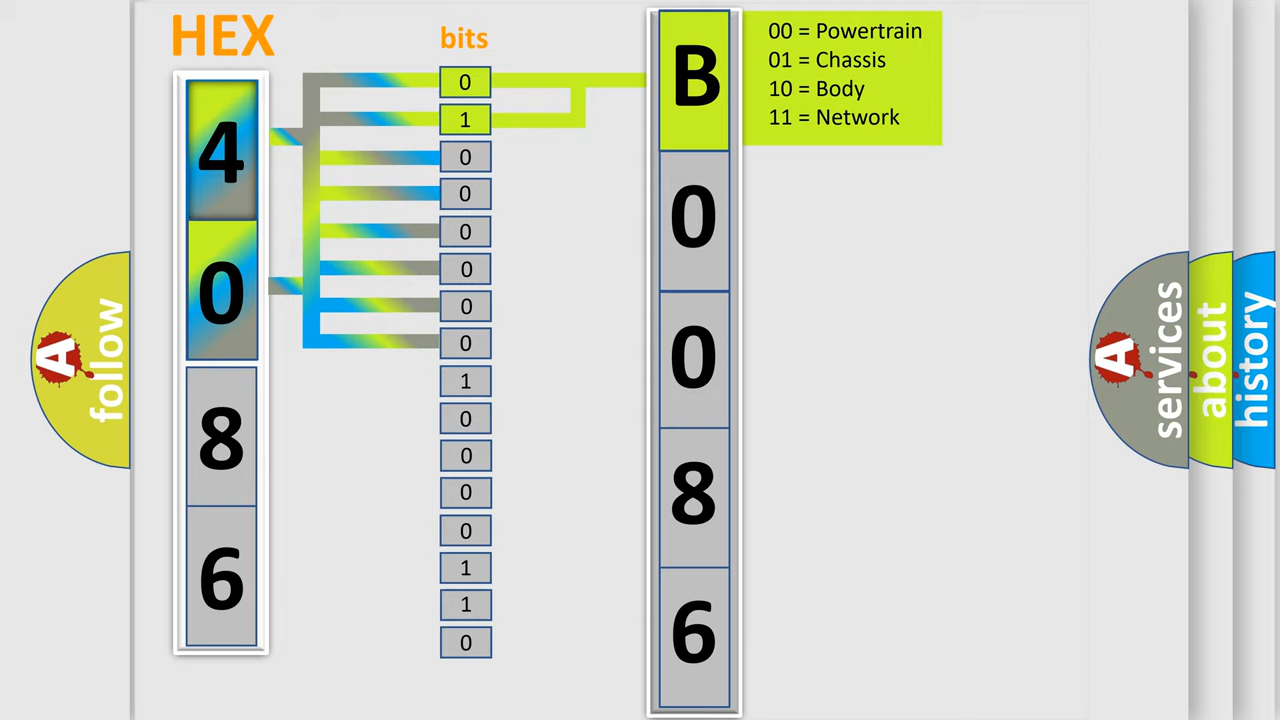 HEX
bits
4
0
8
6
0
1
0
0
0
0
0
0
1
0
0
0
0
1
1
0
B
0
0
8
6
00 = Powertrain
01 = Chassis
10 = Body
11 = Network
A
follow
A
services
about
history